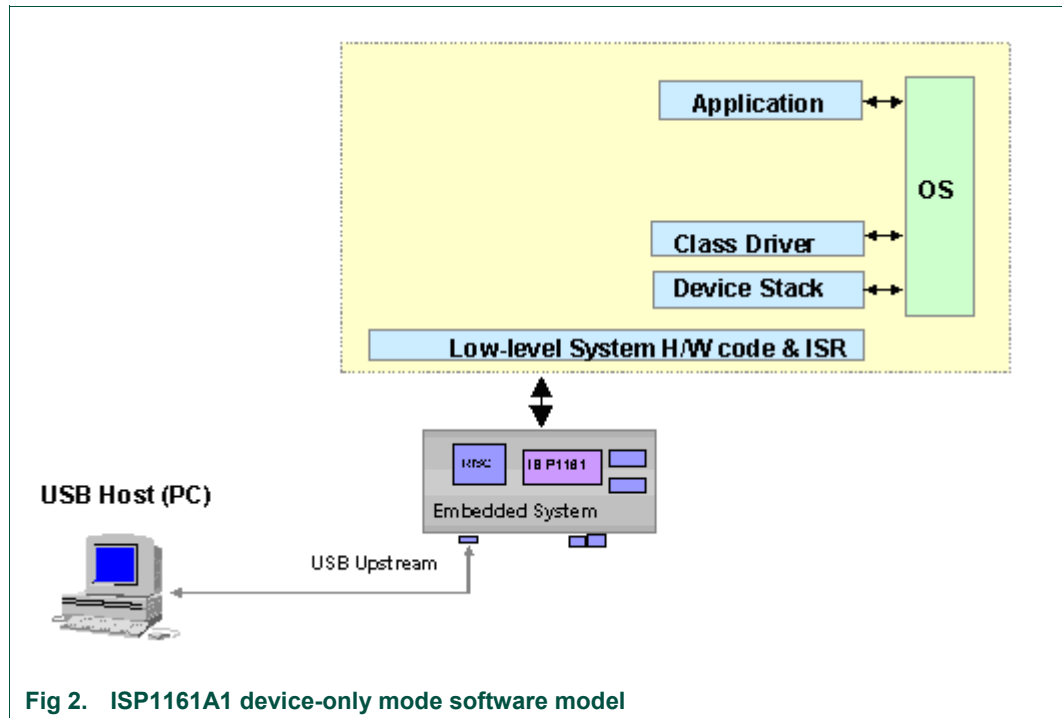 Application
OS
Class Driver
Device Stack
Low-level System H/W code & ISR
RISC
ISP1161
Embedded System
USB Host (PC)
USB Upstream
Fig 2. ISP1161A1 device-only mode software model